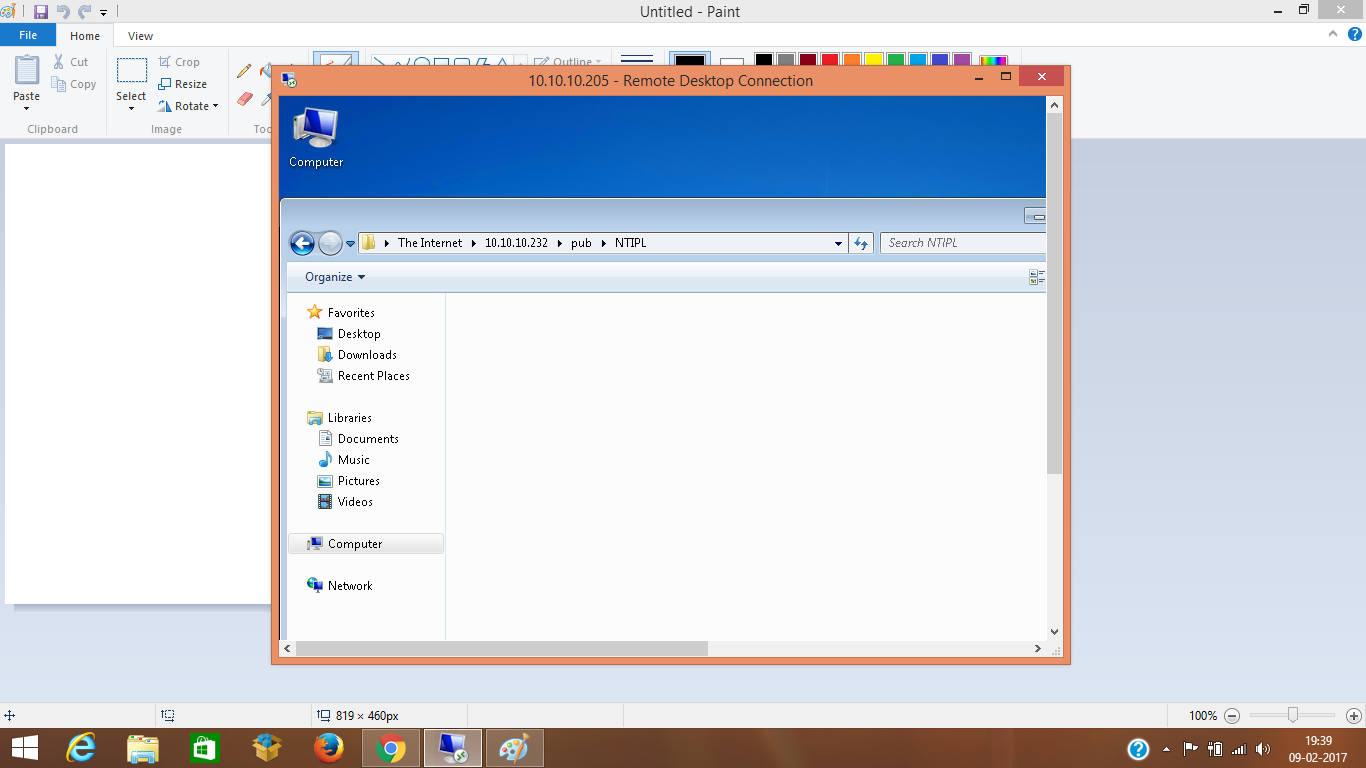 Untitled - Paint
File Home View
Paste
Cut
Copy
Clipboard
Select
Crop
Resize
Rotate
Image
Outline
10.10.10.205 - Remote Desktop Connection
Computer
The Internet 10.10.10.232 pub NTIPL
Search NTIPL
Organize
Favorites
Desktop
Downloads
Recent Places
Libraries
Documents
Music
Pictures
Videos
Computer
Network
819 × 460px
100%
19:39
09-02-2017